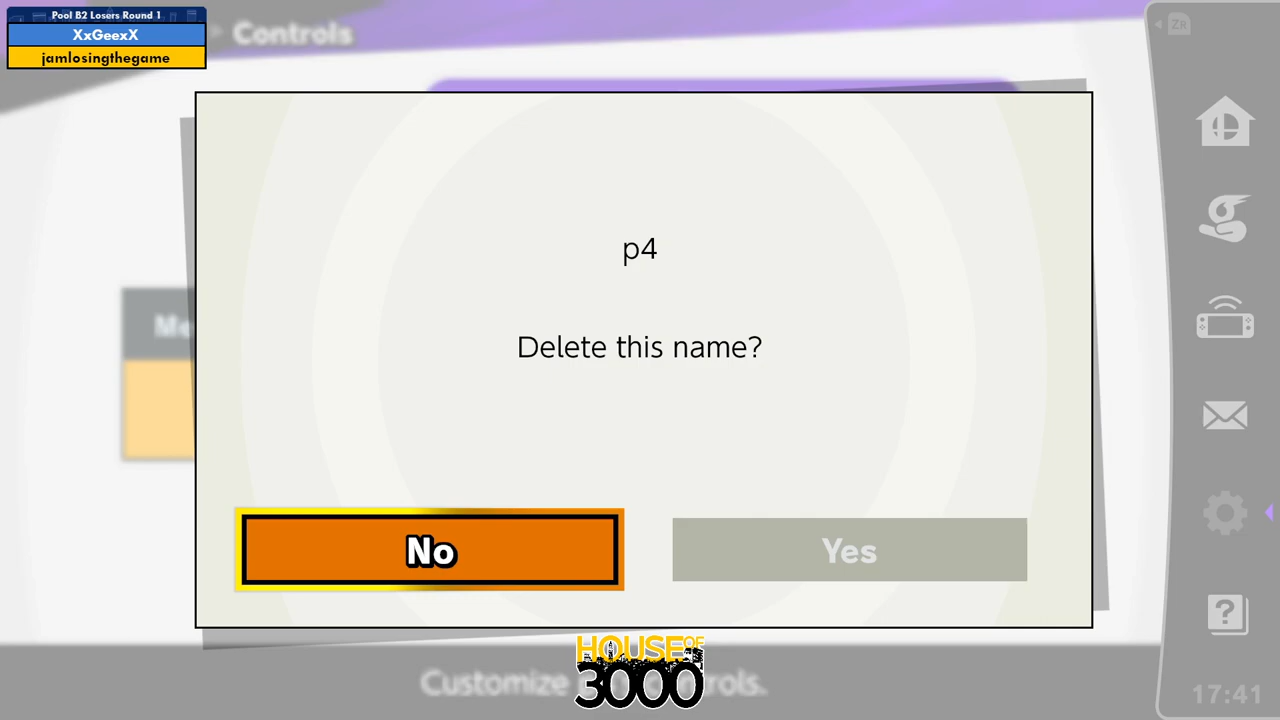 Pool B2 Losers Round 1
XxGeexX
jamlosingthegame
Controls
ZR
p4
Delete this name?
No
Yes
HOUSE OF
3000
Customize
17:41